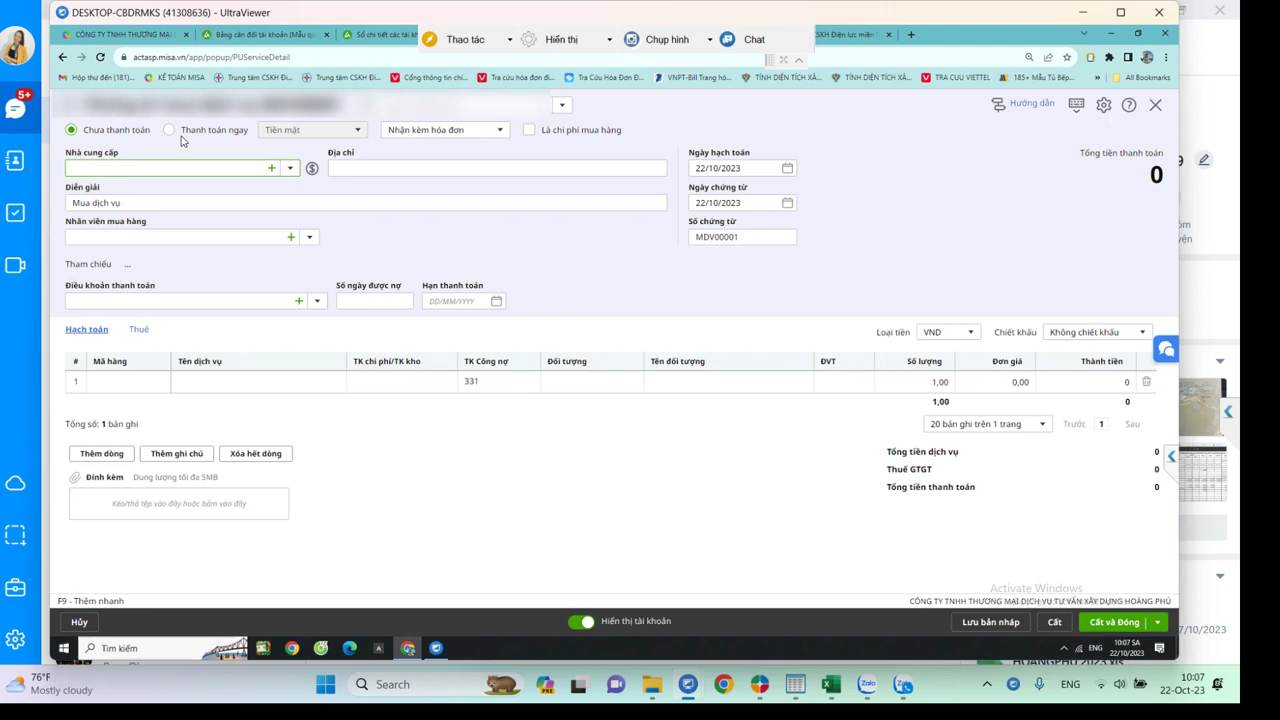 DESKTOP-CBDRMKS (41308636) - UltraViewer
CÔNG TY TNHH THƯƠNG MẠI
Bảng cân đối tài khoản (Mẫu qu
Sổ chi tiết các tài kh
Thao tác
Hiển thị
Chụp hình
Chat
CSKH Điện lực miền
actasp.misa.vn/app/popup/PUServiceDetail
Hộp thư đến (181)...
KẾ TOÁN MISA
Trung tâm CSKH Đi...
Trung tâm CSKH Đi...
Cổng thông tin chí...
Tra cứu hóa đơn đi...
Tra Cứu Hóa Đơn Đ...
VNPT-Bill Trang hó...
TÍNH DIỆN TÍCH XÂ...
TÍNH DIỆN TÍCH XÂ...
TRA CUU VIETTEL
185+ Mẫu Tủ Bếp...
All Bookmarks
5+
Hướng dẫn
Chưa thanh toán
Thanh toán ngay
Tiền mặt
Nhận kèm hóa đơn
Là chi phí mua hàng
Nhà cung cấp
Địa chỉ
Ngày hạch toán
22/10/2023
Tổng tiền thanh toán
0
Diễn giải
Mua dịch vụ
Ngày chứng từ
22/10/2023
Nhân viên mua hàng
Số chứng từ
MDV00001
Tham chiếu ...
Điều khoản thanh toán
Số ngày được nợ
Hạn thanh toán
DD/MM/YYYY
Hạch toán
Thuế
Loại tiền
VND
Chiết khấu
Không chiết khấu
# Mã hàng Tên dịch vụ TK chi phí/TK kho TK Công nợ Đối tượng Tên đối tượng ĐVT Số lượng Đơn giá Thành tiền
1 331 1,00 0,00 0
1,00 0
Tổng số: 1 bản ghi
20 bản ghi trên 1 trang
Trước 1 Sau
Thêm dòng
Thêm ghi chú
Xóa hết dòng
Tổng tiền dịch vụ 0
Thuế GTGT 0
Tổng tiền thanh toán 0
Đính kèm Dung lượng tối đa 5MB
Kéo/thả tệp vào đây hoặc bấm vào đây
Activate Windows
F9 - Thêm nhanh
CÔNG TY TNHH THƯƠNG MẠI DỊCH VỤ TƯ VẤN XÂY DỰNG HOÀNG PHÚ
Hủy
Hiển thị tài khoản
Lưu bản nháp
Cất
Cất và Đóng
7/10/2023
Tìm kiếm
ENG
10:07 SA
22/10/2023
HOANGPHU 2023.xls
76°F
Mostly cloudy
Search
ENG
10:07
22-Oct-23